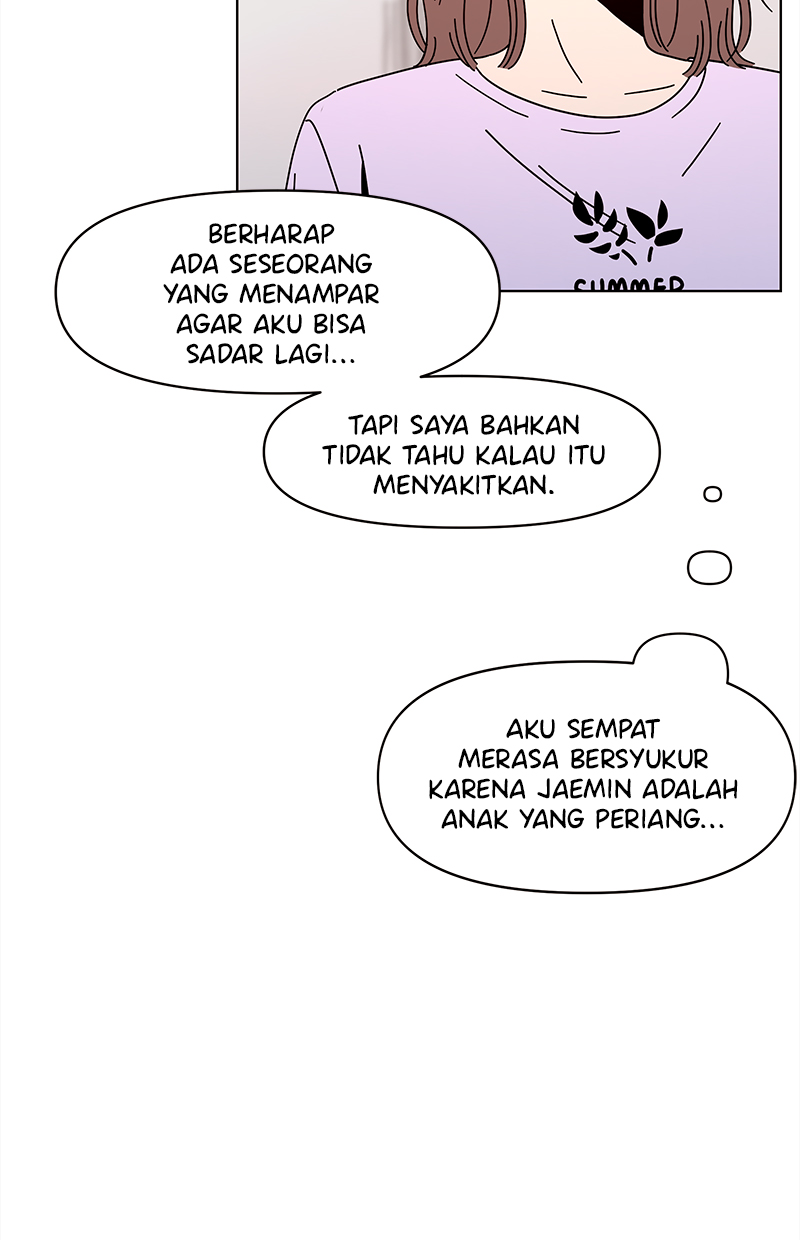 SUMMER
BERHARAP
ADA SESEORANG
YANG MENAMPAR
AGAR AKU BISA
SADAR LAGI...
TAPI SAYA BAHKAN
TIDAK TAHU KALAU ITU
MENYAKITKAN.
AKU SEMPAT
MERASA BERSYUKUR
KARENA JAEMIN ADALAH
ANAK YANG PERIANG...